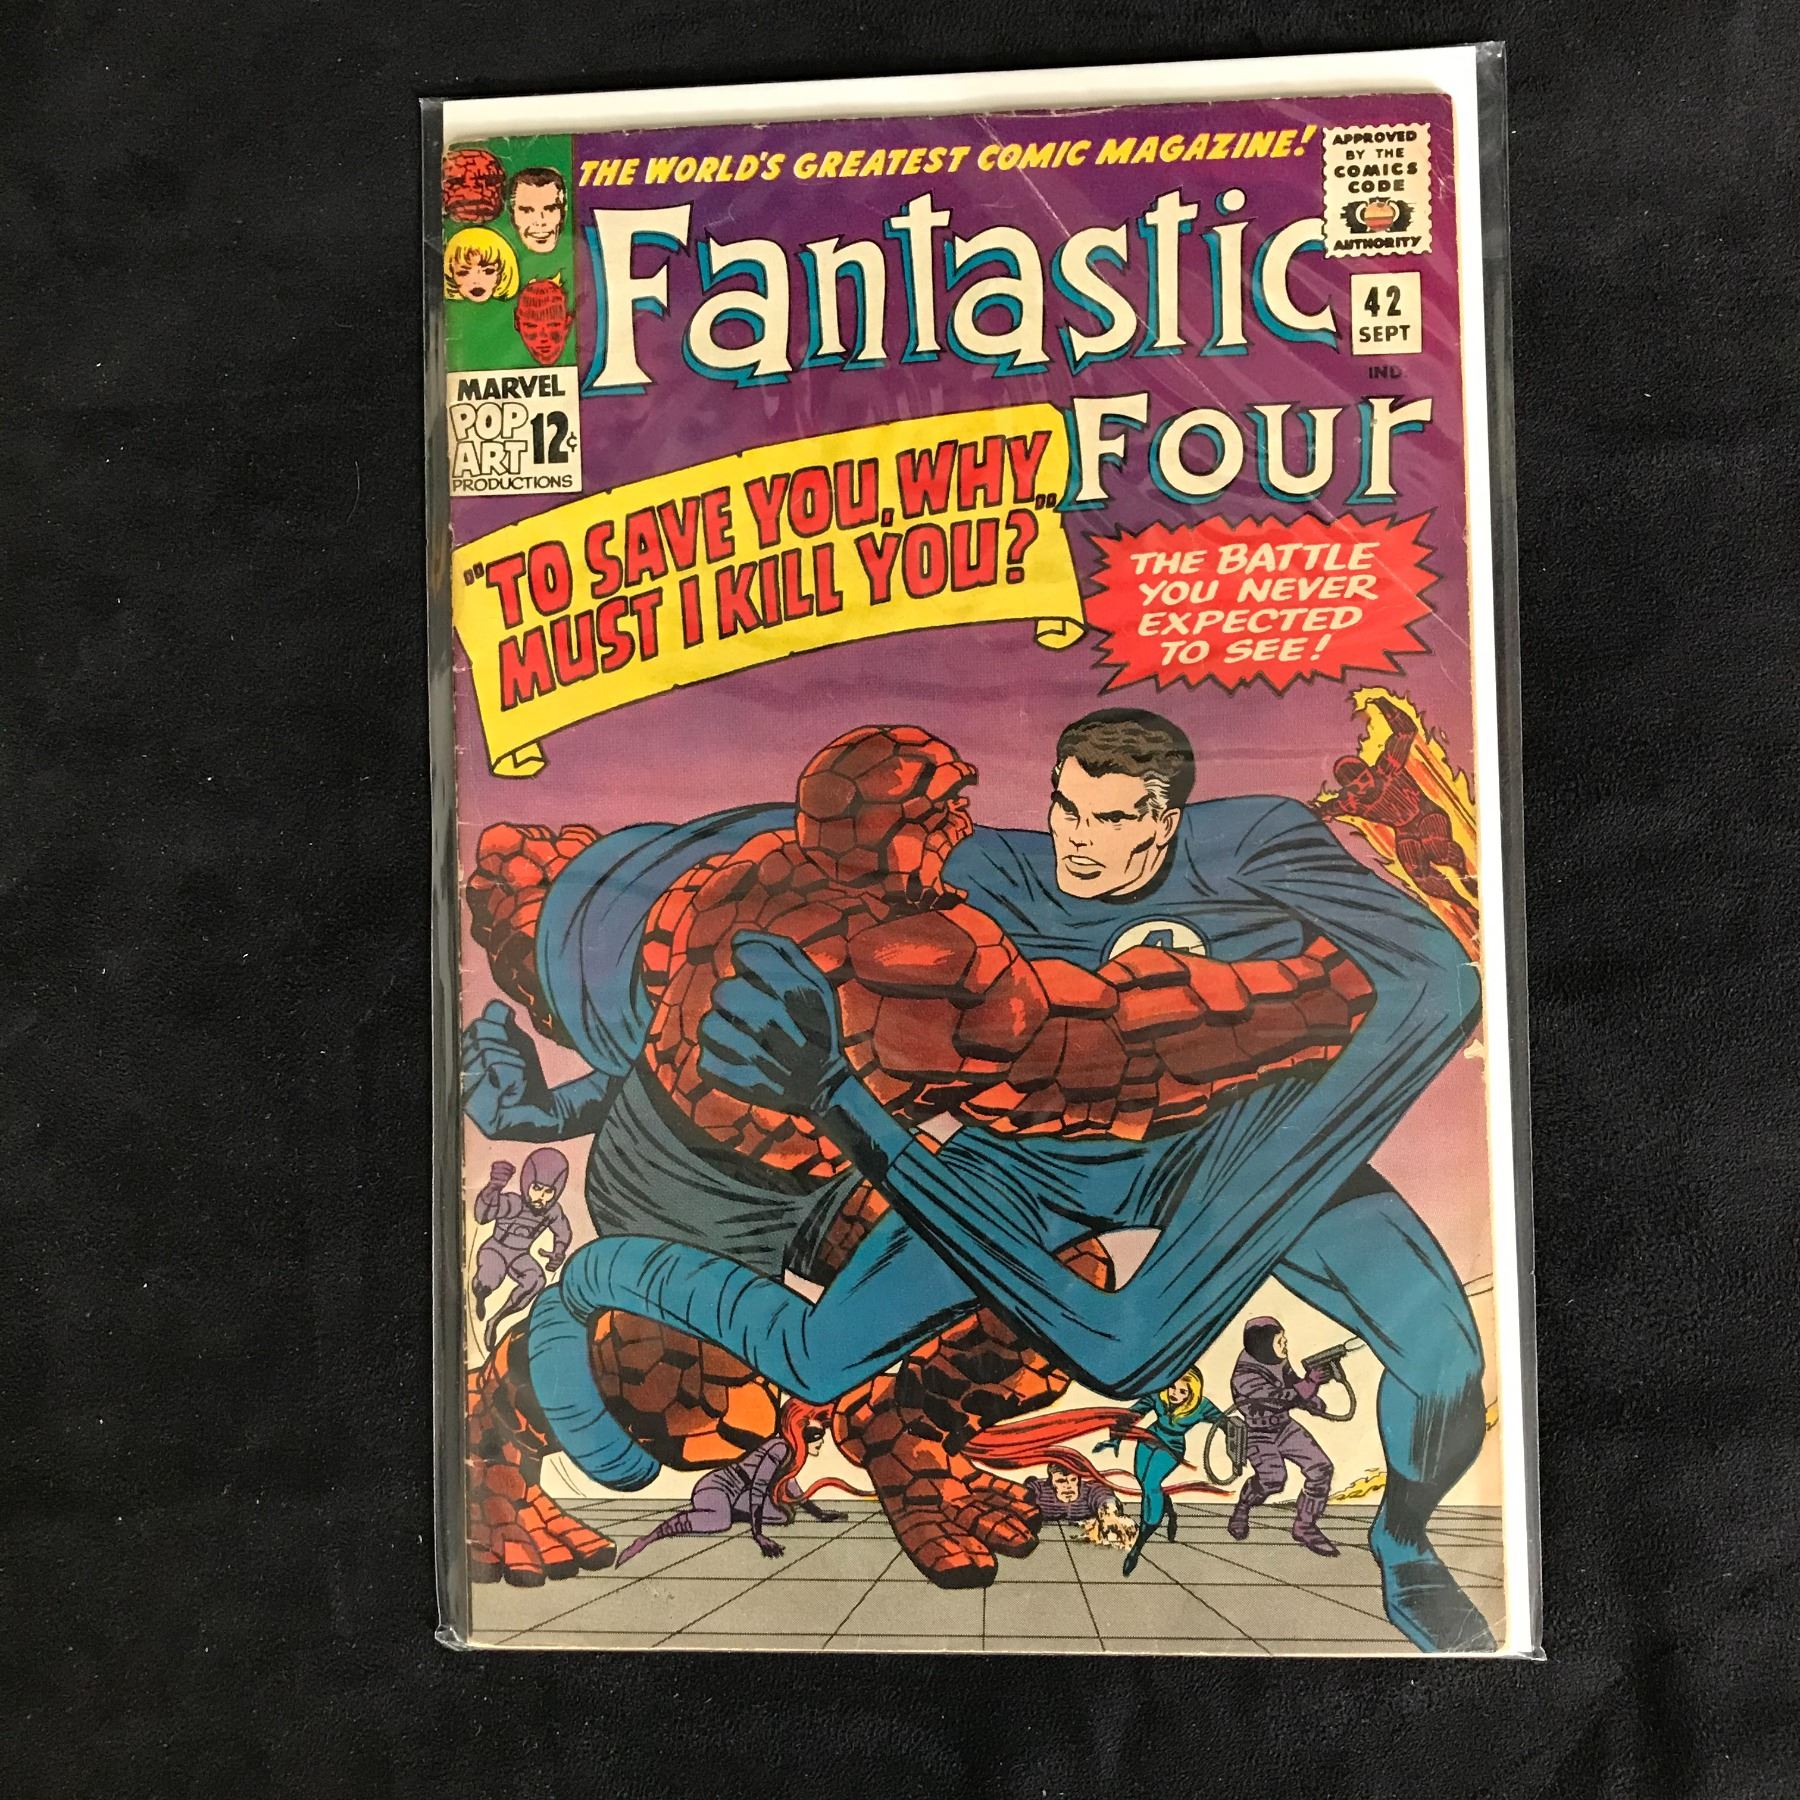 THE WORLD'S GREATEST COMIC MAGAZINE!
APPROVED
BY THE
COMICS
CODE
AUTHORITY
Fantastic
Four
42
SEPT
IND.
MARVEL
POP
ART
12¢
PRODUCTIONS
"TO SAVE YOU, WHY
MUST I KILL YOU?"
THE BATTLE
YOU NEVER
EXPECTED
TO SEE!
4